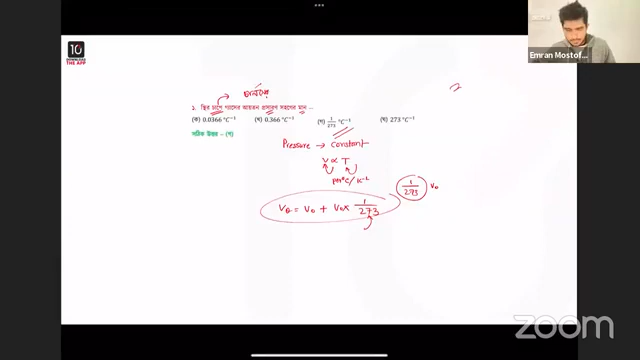 10
DOWNLOAD
THE APP
Emran Mostof...
চার্লসের
২. স্থির চাপে গ্যাসের আয়তন প্রসারণ সহগের মান –
(ক) 0.0366 °C⁻¹ (খ) 0.366 °C⁻¹ (গ) 1/273 °C⁻¹ (ঘ) 273 °C⁻¹
সঠিক উত্তর – (গ)
Pressure → constant
V ∝ T
per°C/K⁻¹
1/273 V₀
Vθ = V₀ + V₀ × 1/273
zoom